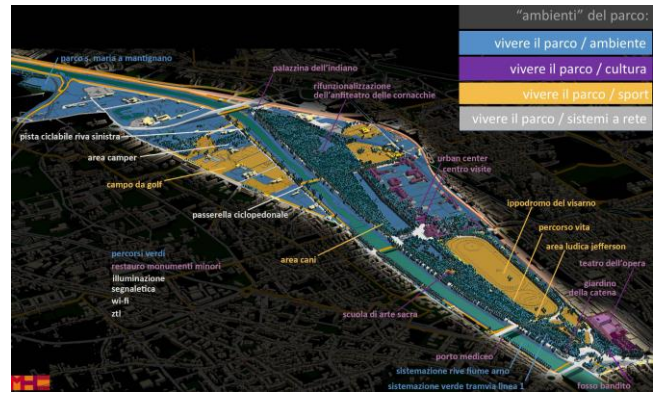 "ambienti" del parco:
vivere il parco / ambiente
vivere il parco / cultura
vivere il parco / sport
vivere il parco / sistemi a rete
parco s. maria a mantignano
palazzina dell'indiano
rifunzionalizzazione
dell'anfiteatro delle cornacchie
pista ciclabile riva sinistra
area camper
urban center
centro visite
campo da golf
ippodromo del visarno
passerella ciclopedonale
percorso vita
area ludica jefferson
percorsi verdi
area cani
teatro dell'opera
restauro monumenti minori
illuminazione
segnaletica
giardino
della catena
wi-fi
ztl
scuola di arte sacra
porto mediceo
sistemazione rive fiume arno
sistemazione verde tramvia linea 1
fosso bandito